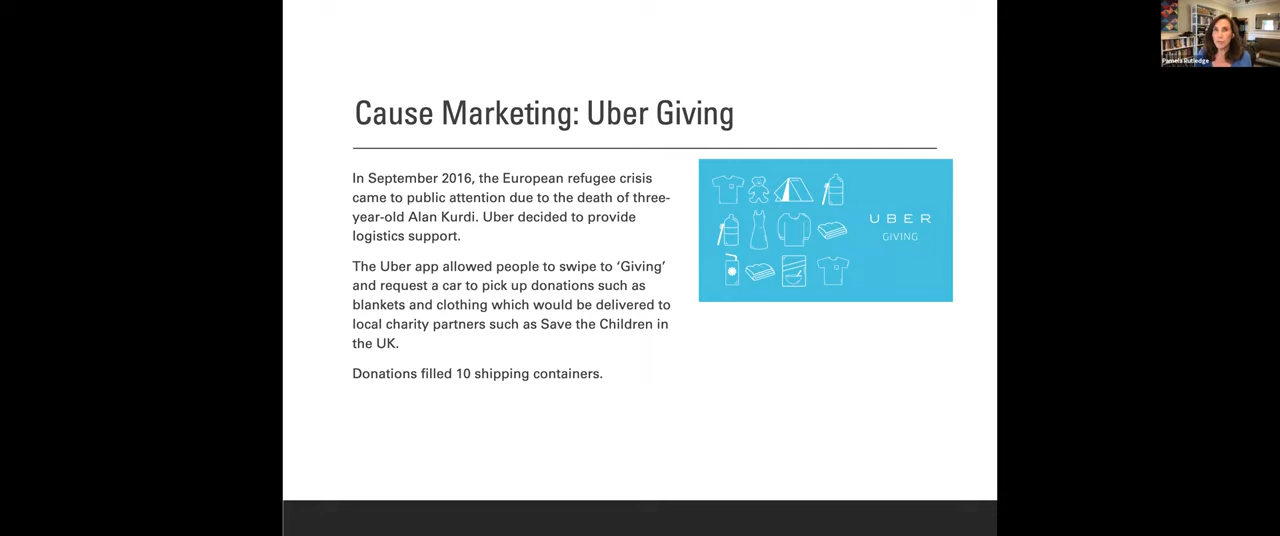 Pamela Rutledge
Cause Marketing: Uber Giving
In September 2016, the European refugee crisis
came to public attention due to the death of three-
year-old Alan Kurdi. Uber decided to provide
logistics support.
The Uber app allowed people to swipe to ‘Giving’
and request a car to pick up donations such as
blankets and clothing which would be delivered to
local charity partners such as Save the Children in
the UK.
Donations filled 10 shipping containers.
UBER
GIVING